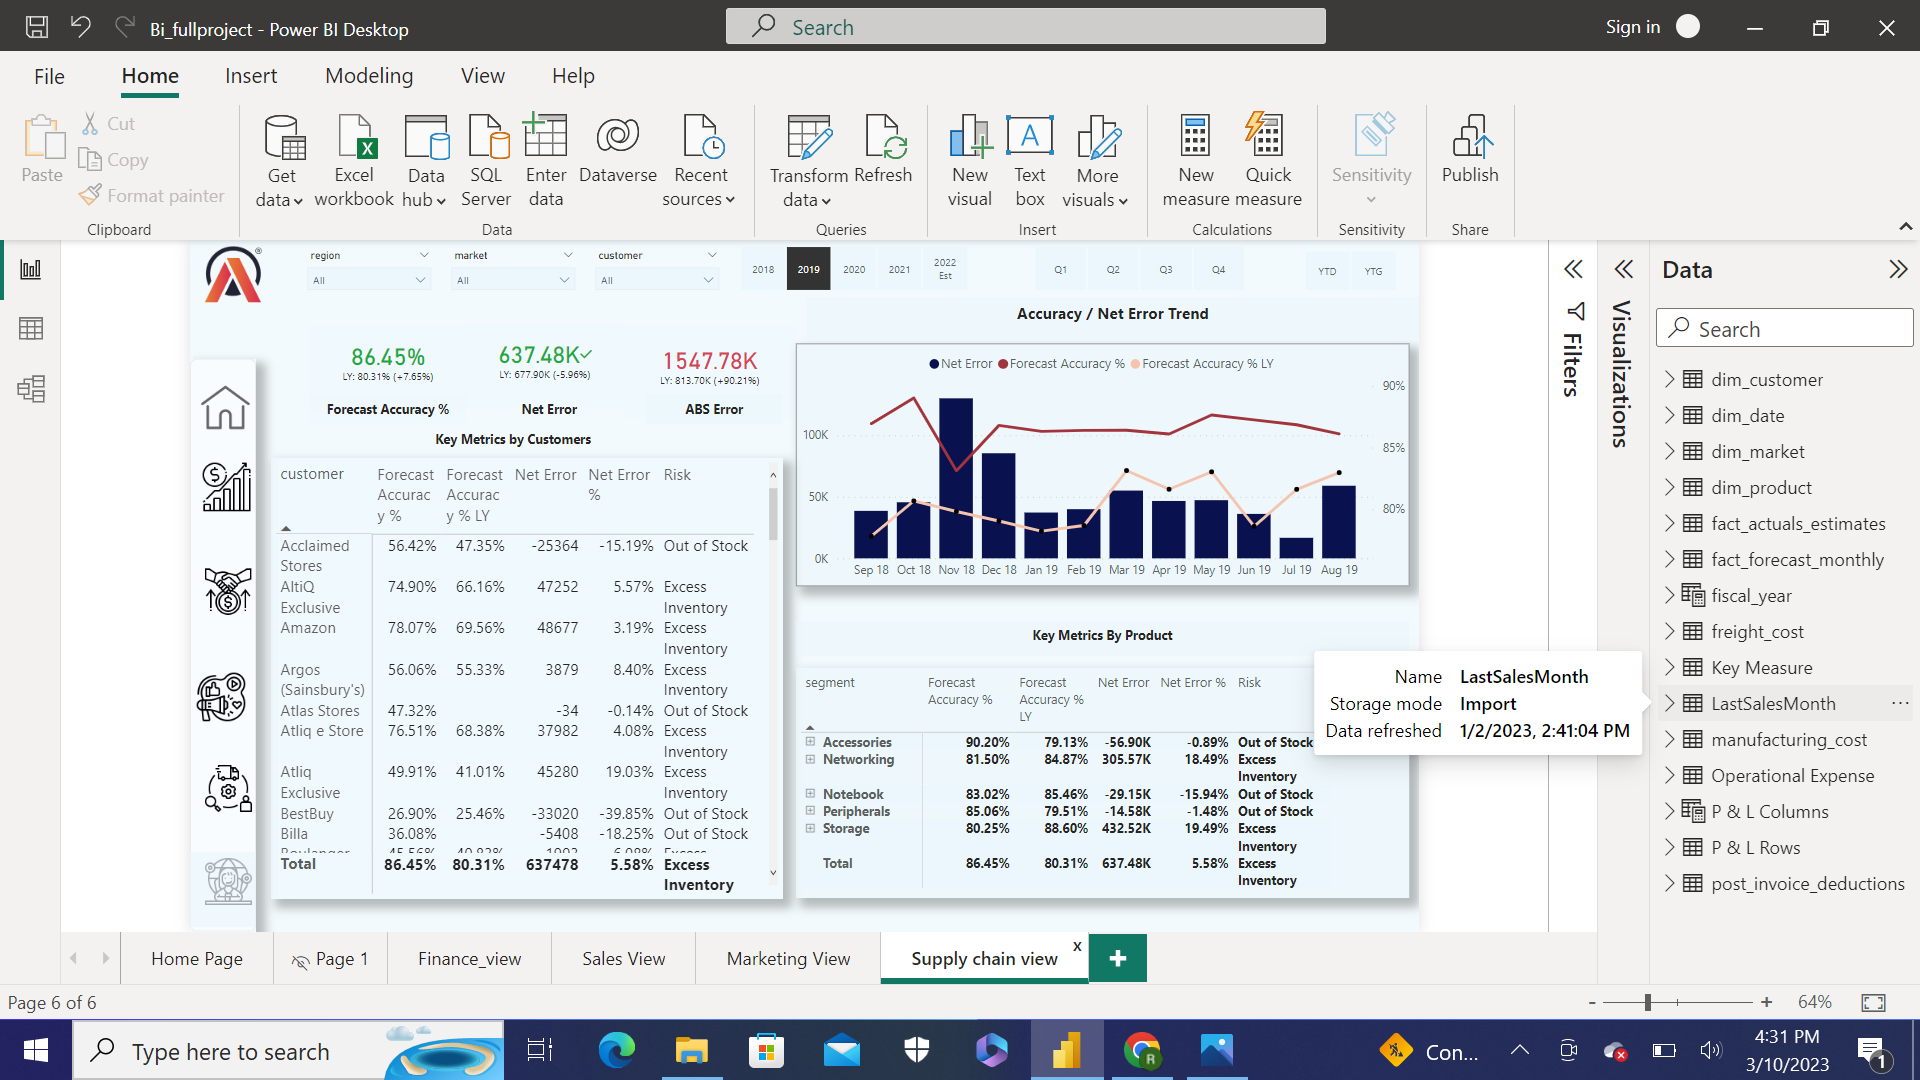 Bi_fullproject - Power BI Desktop
Search
Sign in
File
Home
Insert
Modeling
View
Help
Paste
Cut
Copy
Format painter
Clipboard
Get data
Excel workbook
Data hub
SQL Server
Enter data
Dataverse
Recent sources
Data
Transform data
Refresh
Queries
New visual
Text box
More visuals
Insert
New measure
Quick measure
Calculations
Sensitivity
Sensitivity
Publish
Share
region
All
market
All
customer
All
2018
2019
2020
2021
2022 Est
Q1
Q2
Q3
Q4
YTD
YTG
86.45%
LY: 80.31% (+7.65%)
Forecast Accuracy %
637.48K✓
LY: 677.90K (-5.96%)
Net Error
1547.78K
LY: 813.70K (+90.21%)
ABS Error
Key Metrics by Customers
customer Forecast Accuracy % Forecast Accuracy % LY Net Error Net Error % Risk
Acclaimed Stores 56.42% 47.35% -25364 -15.19% Out of Stock
AltiQ Exclusive 74.90% 66.16% 47252 5.57% Excess Inventory
Amazon 78.07% 69.56% 48677 3.19% Excess Inventory
Argos (Sainsbury's) 56.06% 55.33% 3879 8.40% Excess Inventory
Atlas Stores 47.32% -34 -0.14% Out of Stock
Atliq e Store 76.51% 68.38% 37982 4.08% Excess Inventory
Atliq Exclusive 49.91% 41.01% 45280 19.03% Excess Inventory
BestBuy 26.90% 25.46% -33020 -39.85% Out of Stock
Billa 36.08% -5408 -18.25% Out of Stock
Total 86.45% 80.31% 637478 5.58% Excess Inventory
Accuracy / Net Error Trend
Net Error Forecast Accuracy % Forecast Accuracy % LY
100K
50K
0K
90%
85%
80%
Sep 18 Oct 18 Nov 18 Dec 18 Jan 19 Feb 19 Mar 19 Apr 19 May 19 Jun 19 Jul 19 Aug 19
Key Metrics By Product
segment Forecast Accuracy % Forecast Accuracy % LY Net Error Net Error % Risk
Accessories 90.20% 79.13% -56.90K -0.89% Out of Stock
Networking 81.50% 84.87% 305.57K 18.49% Excess Inventory
Notebook 83.02% 85.46% -29.15K -15.94% Out of Stock
Peripherals 85.06% 79.51% -14.58K -1.48% Out of Stock
Storage 80.25% 88.60% 432.52K 19.49% Excess Inventory
Total 86.45% 80.31% 637.48K 5.58% Excess Inventory
Name LastSalesMonth
Storage mode Import
Data refreshed 1/2/2023, 2:41:04 PM
Filters
Visualizations
Data
Search
dim_customer
dim_date
dim_market
dim_product
fact_actuals_estimates
fact_forecast_monthly
fiscal_year
freight_cost
Key Measure
LastSalesMonth
manufacturing_cost
Operational Expense
P & L Columns
P & L Rows
post_invoice_deductions
Home Page
Page 1
Finance_view
Sales View
Marketing View
Supply chain view
x
+
Page 6 of 6
- + 64%
Type here to search
R
Con...
4:31 PM
3/10/2023
1